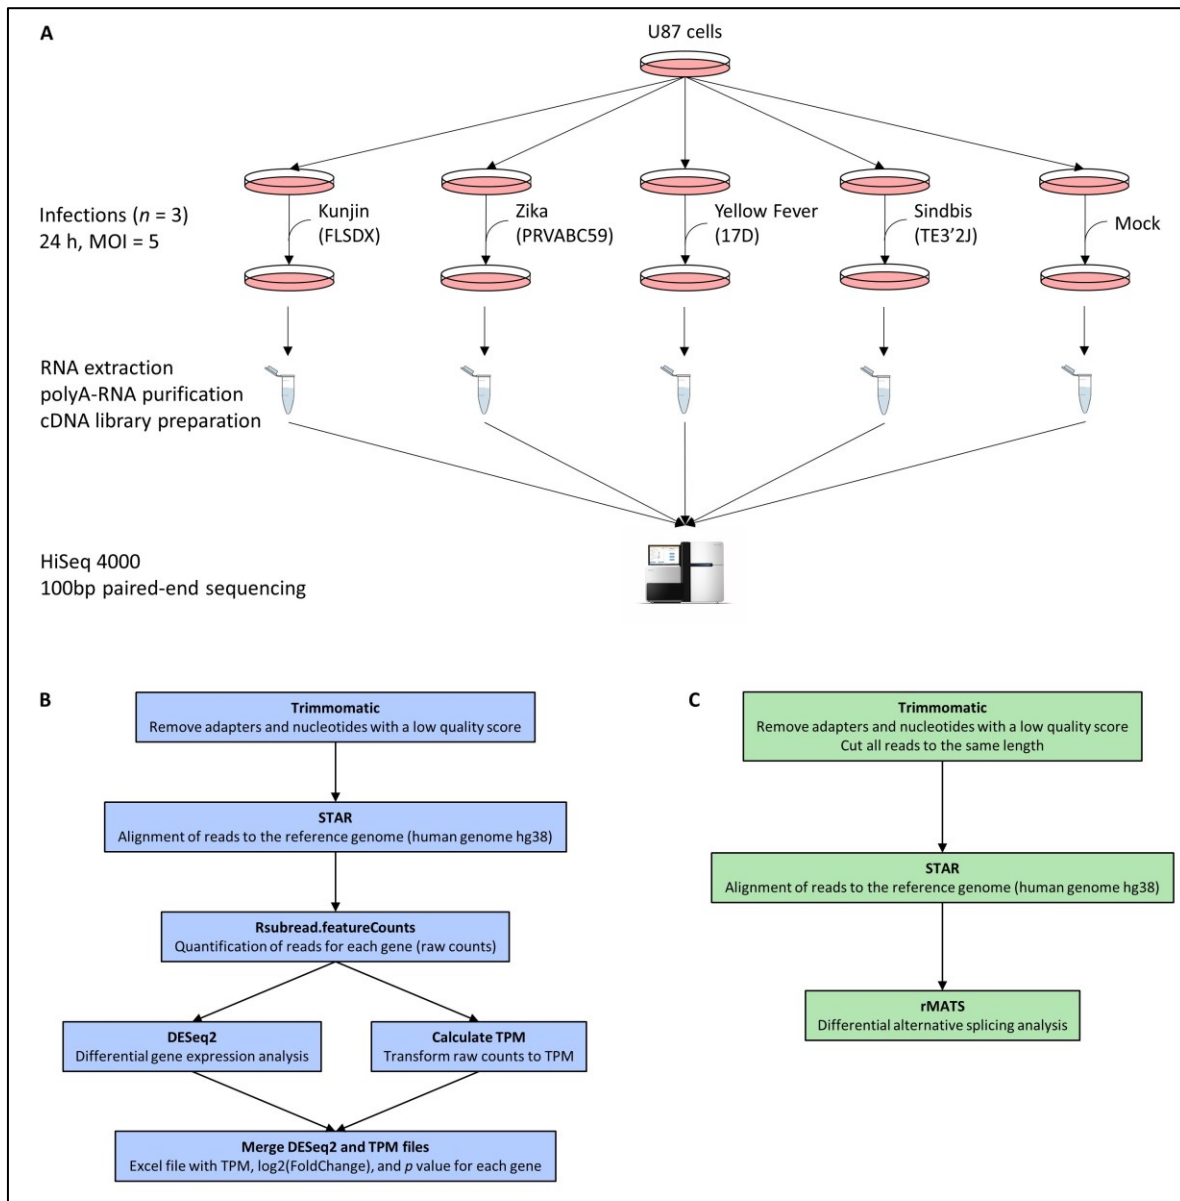 A
U87 cells
Infections (n = 3)
24 h, MOI = 5
Kunjin
(FLSDX)
Zika
(PRVABC59)
Yellow Fever
(17D)
Sindbis
(TE3'2J)
Mock
RNA extraction
polyA-RNA purification
cDNA library preparation
HiSeq 4000
100bp paired-end sequencing
B
Trimmomatic
Remove adapters and nucleotides with a low quality score
STAR
Alignment of reads to the reference genome (human genome hg38)
Rsubread.featureCounts
Quantification of reads for each gene (raw counts)
DESeq2
Differential gene expression analysis
Calculate TPM
Transform raw counts to TPM
Merge DESeq2 and TPM files
Excel file with TPM, log2(FoldChange), and p value for each gene
C
Trimmomatic
Remove adapters and nucleotides with a low quality score
Cut all reads to the same length
STAR
Alignment of reads to the reference genome (human genome hg38)
rMATS
Differential alternative splicing analysis